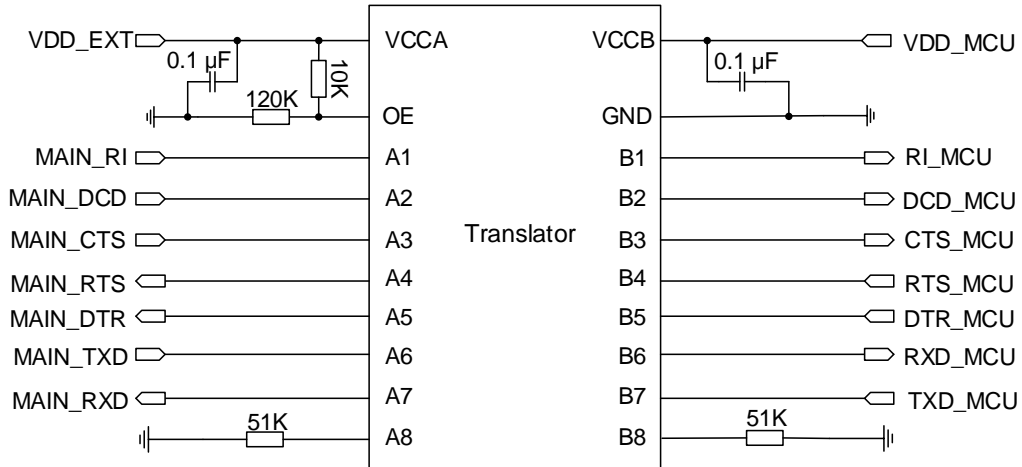 VDD_EXT VCCA VCCB VDD_MCU
0.1 µF 10K 0.1 µF
120K OE GND
MAIN_RI A1 B1 RI_MCU
MAIN_DCD A2 B2 DCD_MCU
MAIN_CTS A3 Translator B3 CTS_MCU
MAIN_RTS A4 B4 RTS_MCU
MAIN_DTR A5 B5 DTR_MCU
MAIN_TXD A6 B6 RXD_MCU
MAIN_RXD A7 B7 TXD_MCU
51K A8 B8 51K